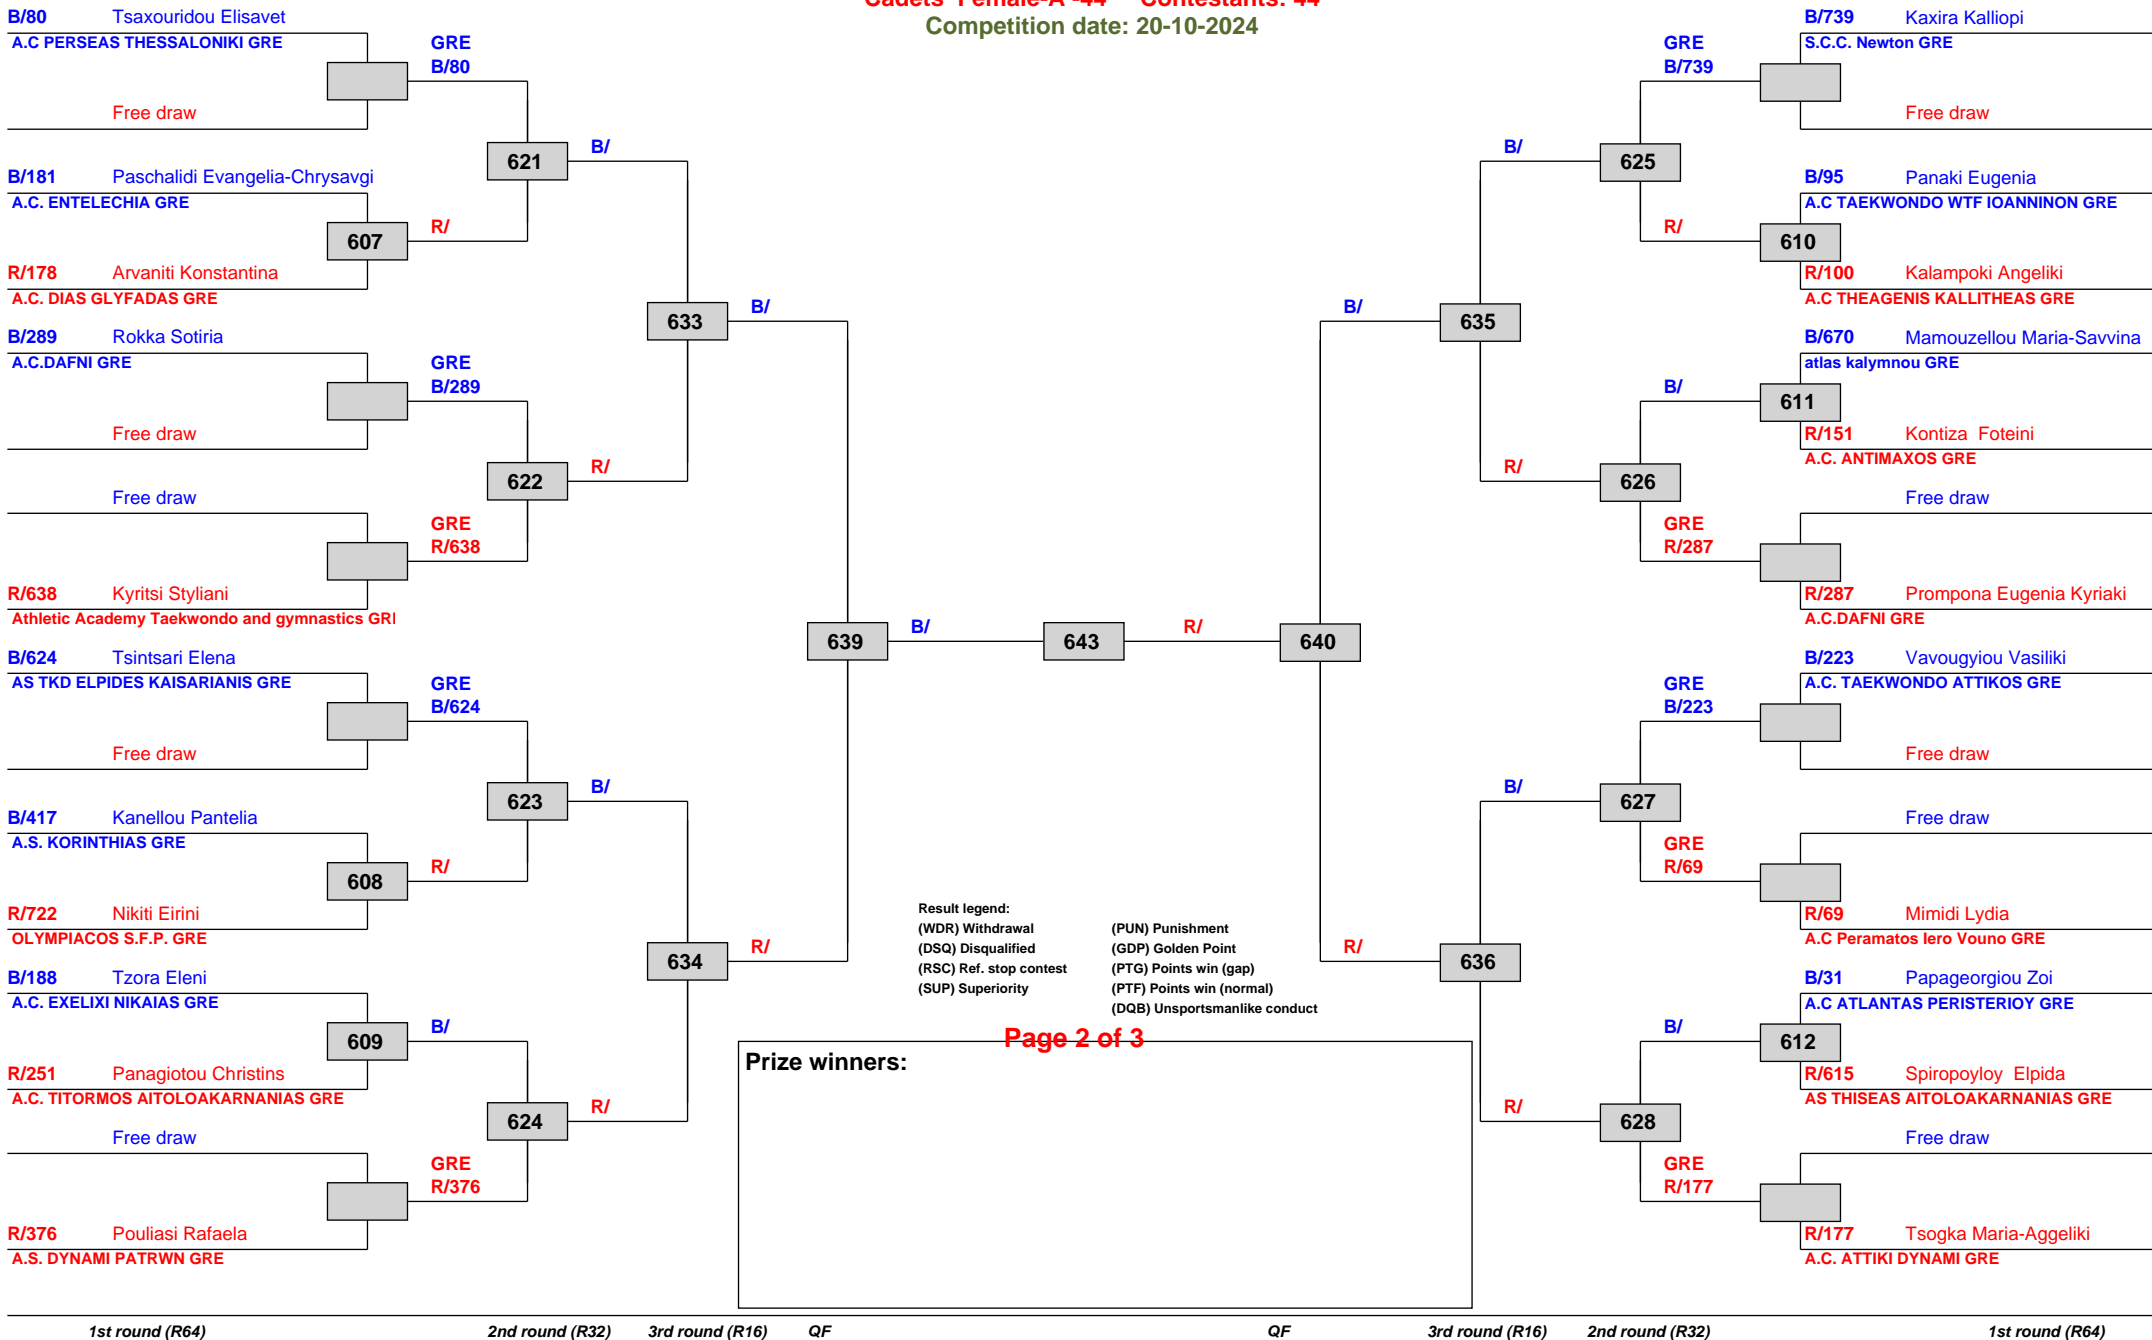 Cadets Female-A -44 Contestants: 44
Competition date: 20-10-2024
B/80 Tsaxouridou Elisavet
A.C PERSEAS THESSALONIKI GRE
GRE
B/80
Free draw
621
B/
B/181 Paschalidi Evangelia-Chrysavgi
A.C. ENTELECHIA GRE
607
R/
R/178 Arvaniti Konstantina
A.C. DIAS GLYFADAS GRE
633
B/
B/289 Rokka Sotiria
A.C.DAFNI GRE
GRE
B/289
Free draw
622
R/
Free draw
GRE
R/638
R/638 Kyritsi Styliani
Athletic Academy Taekwondo and gymnastics GRI
639
B/
643
R/
640
B/624 Tsintsari Elena
AS TKD ELPIDES KAISARIANIS GRE
GRE
B/624
Free draw
623
B/
B/417 Kanellou Pantelia
A.S. KORINTHIAS GRE
608
R/
R/722 Nikiti Eirini
OLYMPIACOS S.F.P. GRE
634
R/
B/188 Tzora Eleni
A.C. EXELIXI NIKAIAS GRE
609
B/
R/251 Panagiotou Christins
A.C. TITORMOS AITOLOAKARNANIAS GRE
624
R/
Free draw
GRE
R/376
R/376 Pouliasi Rafaela
A.S. DYNAMI PATRWN GRE
B/739 Kaxira Kalliopi
S.C.C. Newton GRE
GRE
B/739
Free draw
B/
625
B/95 Panaki Eugenia
A.C TAEKWONDO WTF IOANNINON GRE
R/
610
R/100 Kalampoki Angeliki
A.C THEAGENIS KALLITHEAS GRE
B/
635
B/670 Mamouzellou Maria-Savvina
atlas kalymnou GRE
B/
611
R/151 Kontiza Foteini
A.C. ANTIMAXOS GRE
R/
626
Free draw
GRE
R/287
R/287 Prompona Eugenia Kyriaki
A.C.DAFNI GRE
B/223 Vavougyiou Vasiliki
A.C. TAEKWONDO ATTIKOS GRE
GRE
B/223
Free draw
B/
627
Free draw
GRE
R/69
R/69 Mimidi Lydia
A.C Peramatos Iero Vouno GRE
R/
636
B/31 Papageorgiou Zoi
A.C ATLANTAS PERISTERIOY GRE
B/
612
R/615 Spiropoyloy Elpida
AS THISEAS AITOLOAKARNANIAS GRE
R/
628
Free draw
GRE
R/177
R/177 Tsogka Maria-Aggeliki
A.C. ATTIKI DYNAMI GRE
Result legend:
(WDR) Withdrawal (PUN) Punishment
(DSQ) Disqualified (GDP) Golden Point
(RSC) Ref. stop contest (PTG) Points win (gap)
(SUP) Superiority (PTF) Points win (normal)
(DQB) Unsportsmanlike conduct
Page 2 of 3
Prize winners:
1st round (R64) 2nd round (R32) 3rd round (R16) QF QF 3rd round (R16) 2nd round (R32) 1st round (R64)